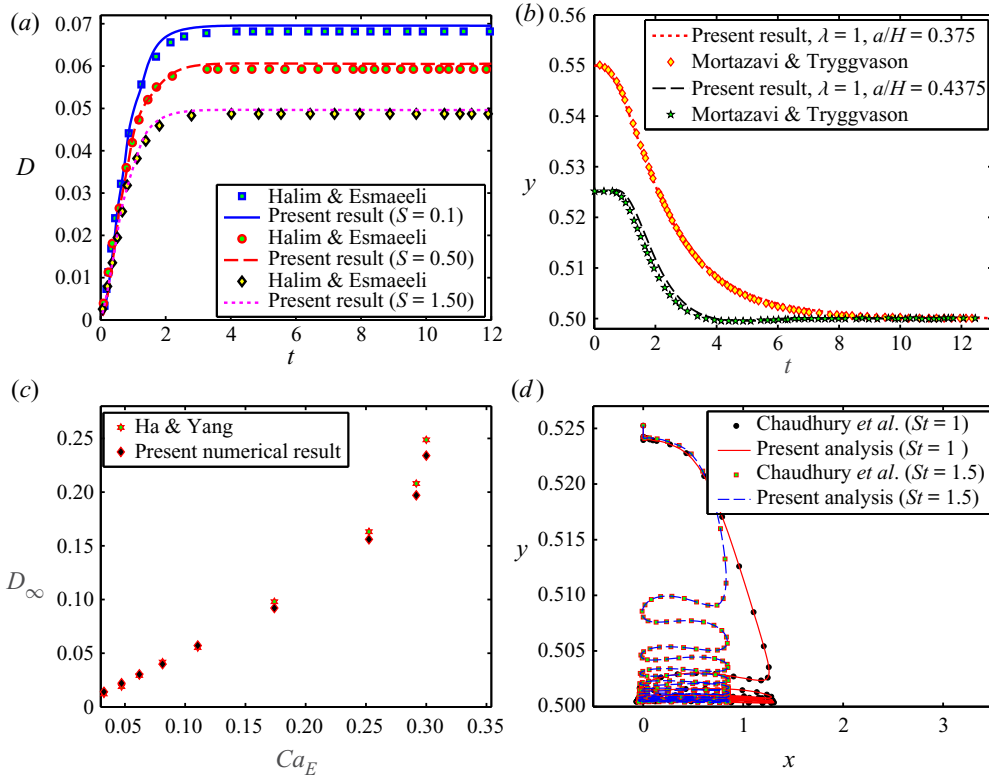 (a)
0.07
0.06
0.05
0.04
0.03
0.02
0.01
0
D
Halim & Esmaeeli
Present result (S = 0.1)
Halim & Esmaeeli
Present result (S = 0.50)
Halim & Esmaeeli
Present result (S = 1.50)
0 2 4 6 8 10 12
t
(b)
0.56
0.55
0.54
0.53
0.52
0.51
0.50
0.49
y
Present result, λ = 1, a/H = 0.375
Mortazavi & Tryggvason
Present result, λ = 1, a/H = 0.4375
Mortazavi & Tryggvason
0 2 4 6 8 10 12
t
(c)
0.25
0.20
0.15
0.10
0.05
0
D∞
Ha & Yang
Present numerical result
0.05 0.10 0.15 0.20 0.25 0.30 0.35
CaE
(d)
0.525
0.520
0.515
0.510
0.505
0.500
y
Chaudhury et al. (St = 1)
Present analysis (St = 1 )
Chaudhury et al. (St = 1.5)
Present analysis (St = 1.5)
0 1 2 3
x